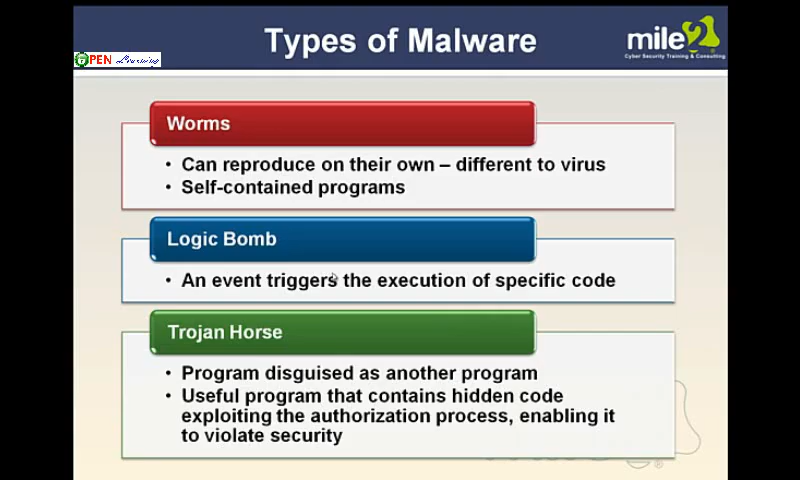 Types of Malware
mile2
Cyber Security Training & Consulting
OPEN Learning
Worms
• Can reproduce on their own – different to virus
• Self-contained programs
Logic Bomb
• An event triggers the execution of specific code
Trojan Horse
• Program disguised as another program
• Useful program that contains hidden code
exploiting the authorization process, enabling it
to violate security